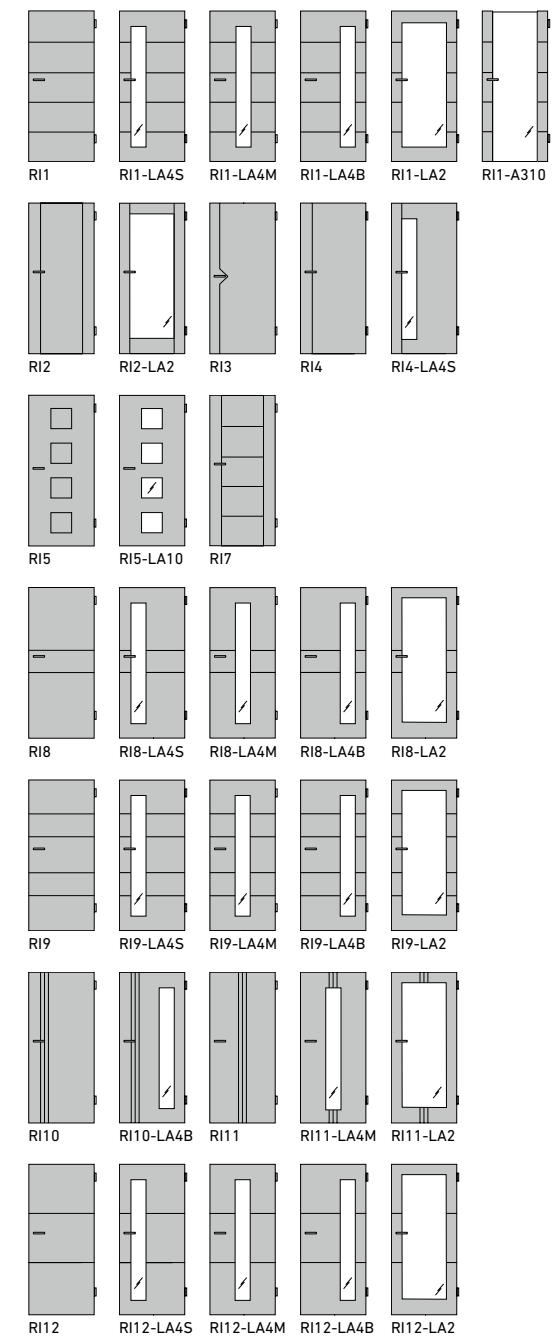 RI1 RI1-LA4S RI1-LA4M RI1-LA4B RI1-LA2 RI1-A310
RI2 RI2-LA2 RI3 RI4 RI4-LA4S
RI5 RI5-LA10 RI7
RI8 RI8-LA4S RI8-LA4M RI8-LA4B RI8-LA2
RI9 RI9-LA4S RI9-LA4M RI9-LA4B RI9-LA2
RI10 RI10-LA4B RI11 RI11-LA4M RI11-LA2
RI12 RI12-LA4S RI12-LA4M RI12-LA4B RI12-LA2